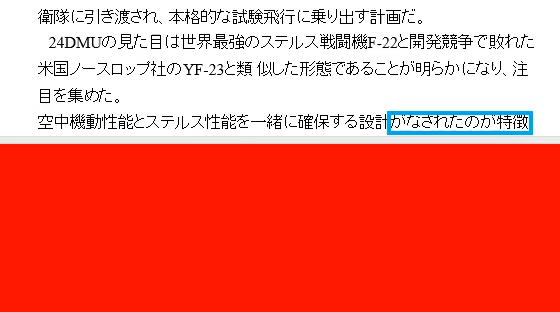 衛隊に引き渡され、本格的な試験飛行に乗り出す計画だ。
24DMUの見た目は世界最強のステルス戦闘機F-22と開発競争で敗れた
米国ノースロップ社のYF-23と類似した形態であることが明らかになり、注
目を集めた。
空中機動性能とステルス性能を一緒に確保する設計がなされたのが特徴